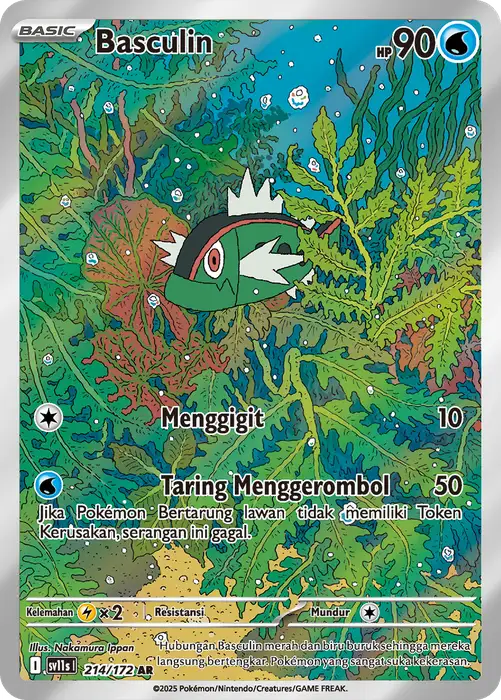 BASIC
Basculin
HP 90
Menggigit 10
Taring Menggerombol 50
Jika Pokémon Bertarung lawan tidak memiliki Token
Kerusakan, serangan ini gagal.
Kelemahan ×2 Resistansi Mundur
Illus. Nakamura Ippan
I sv11s I 214/172 AR
Hubungan Basculin merah dan biru buruk sehingga mereka
langsung bertengkar. Pokémon yang sangat suka kekerasan.
©2025 Pokémon/Nintendo/Creatures/GAME FREAK.